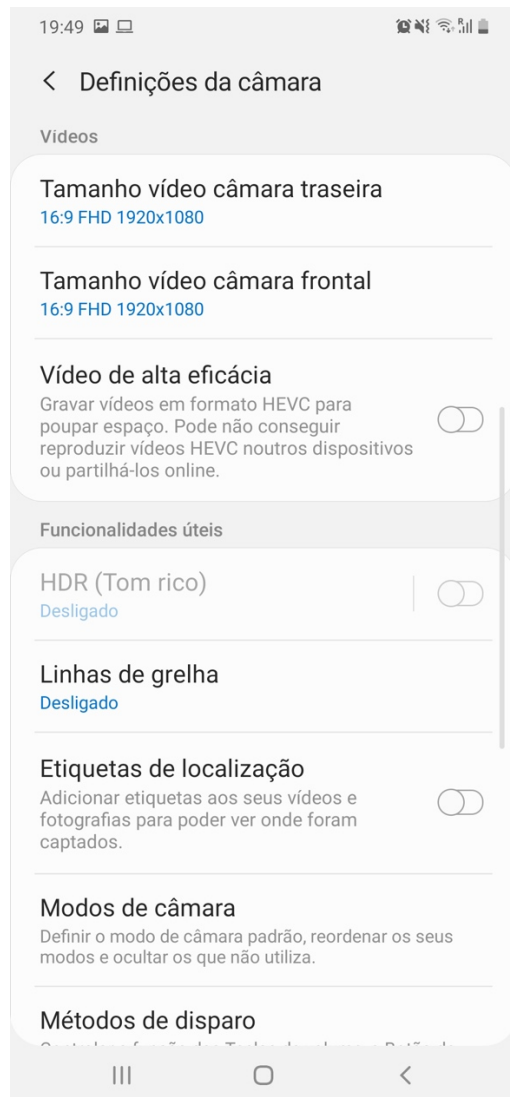 19:49
Definições da câmara
Vídeos
Tamanho vídeo câmara traseira
16:9 FHD 1920x1080
Tamanho vídeo câmara frontal
16:9 FHD 1920x1080
Vídeo de alta eficácia
Gravar vídeos em formato HEVC para
poupar espaço. Pode não conseguir
reproduzir vídeos HEVC noutros dispositivos
ou partilhá-los online.
Funcionalidades úteis
HDR (Tom rico)
Desligado
Linhas de grelha
Desligado
Etiquetas de localização
Adicionar etiquetas aos seus vídeos e
fotografias para poder ver onde foram
captados.
Modos de câmara
Definir o modo de câmara padrão, reordenar os seus
modos e ocultar os que não utiliza.
Métodos de disparo